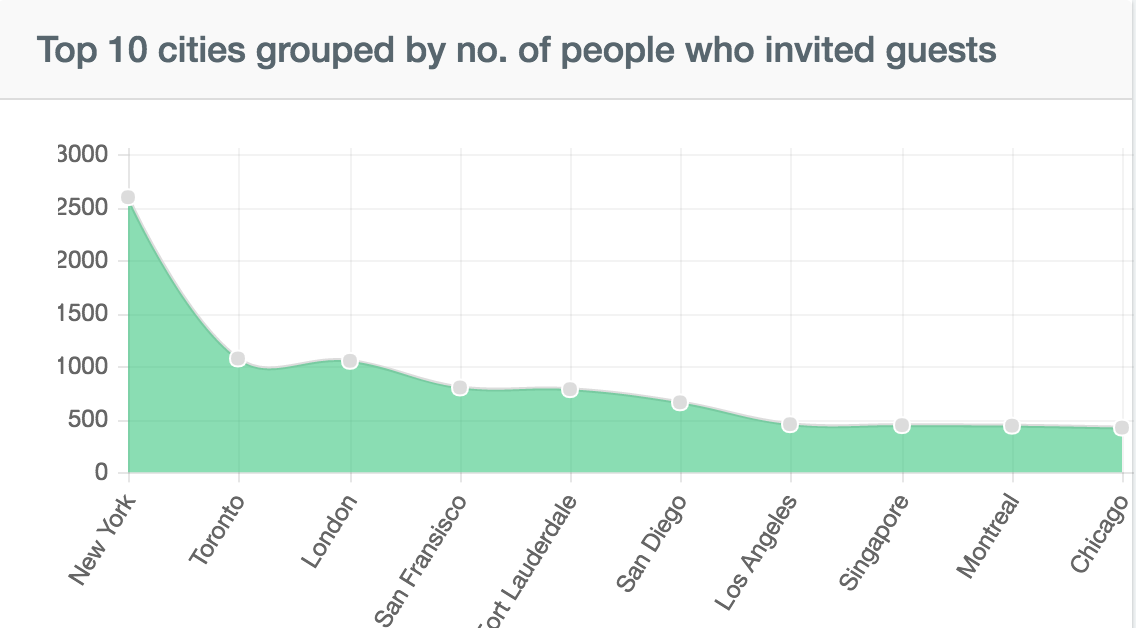 Top 10 cities grouped by no. of people who invited guests
3000
2500
2000
1500
1000
500
0
New York
Toronto
London
San Fransisco
ort Lauderdale
San Diego
Los Angeles
Singapore
Montreal
Chicago